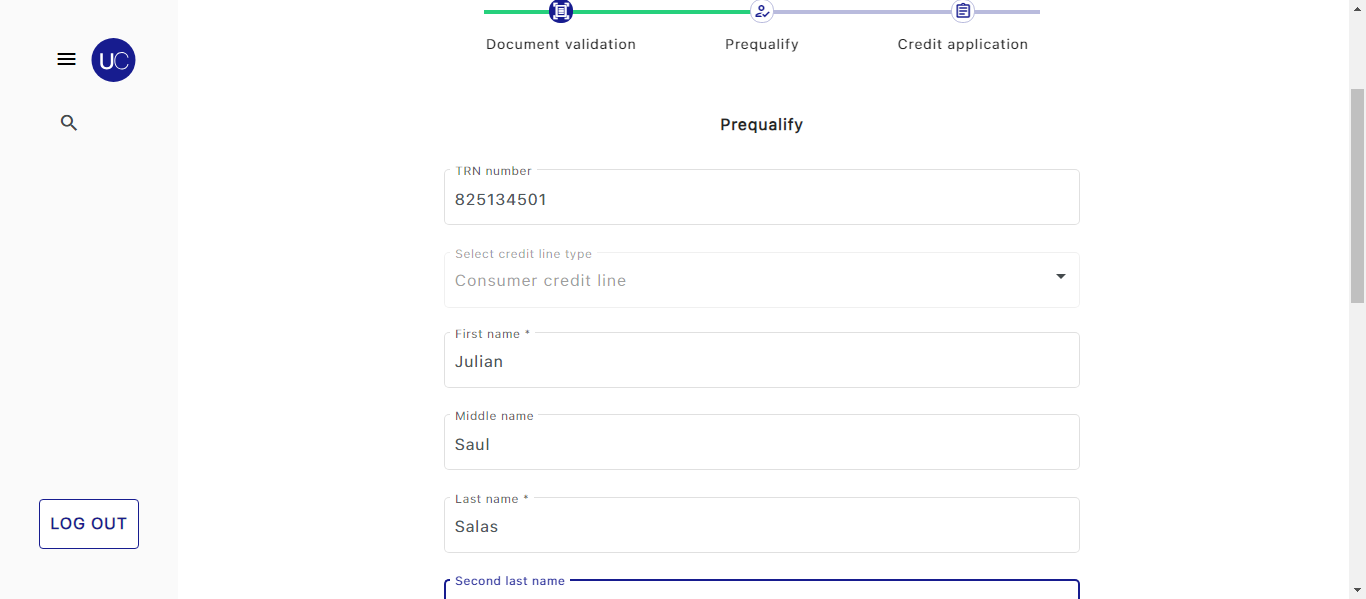 Document validation Prequalify Credit application
UC
Prequalify
TRN number
825134501
Select credit line type
Consumer credit line
First name *
Julian
Middle name
Saul
Last name *
Salas
LOG OUT
Second last name